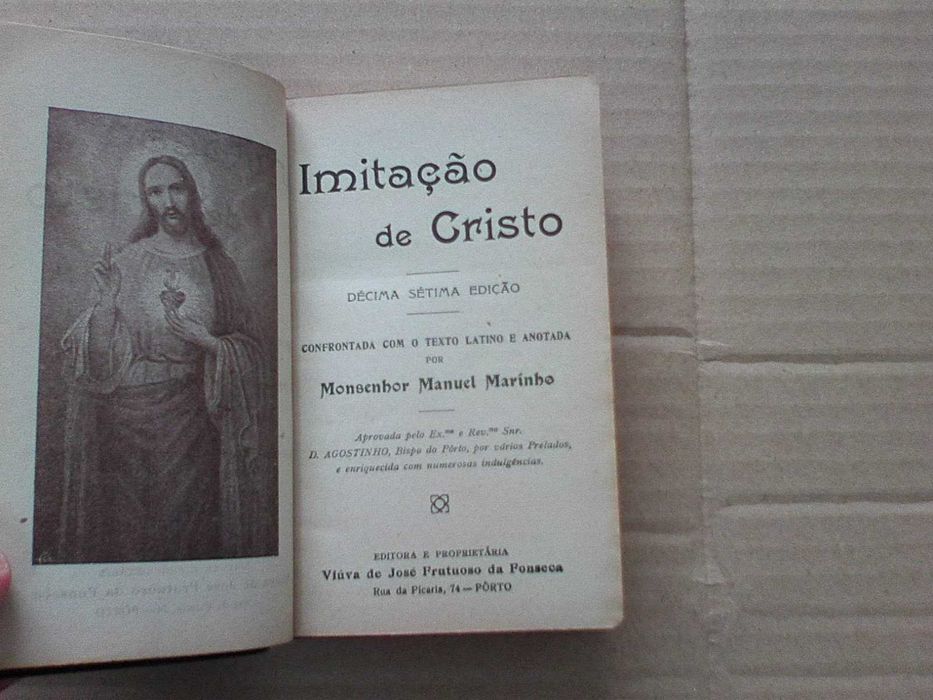 Imitação
de Cristo
DÉCIMA SÉTIMA EDIÇÃO
CONFRONTADA COM O TEXTO LATINO E ANOTADA
POR
Monsenhor Manuel Marinho
Aprovada pelo Ex.mo e Rev.mo Snr.
D. AGOSTINHO, Bispo do Pôrto, por vários Prelados,
e enriquecida com numerosas indulgências.
EDITORA E PROPRIETÁRIA
Viúva de José Frutuoso da Fonseca
Rua da Picaria, 74 — PÔRTO